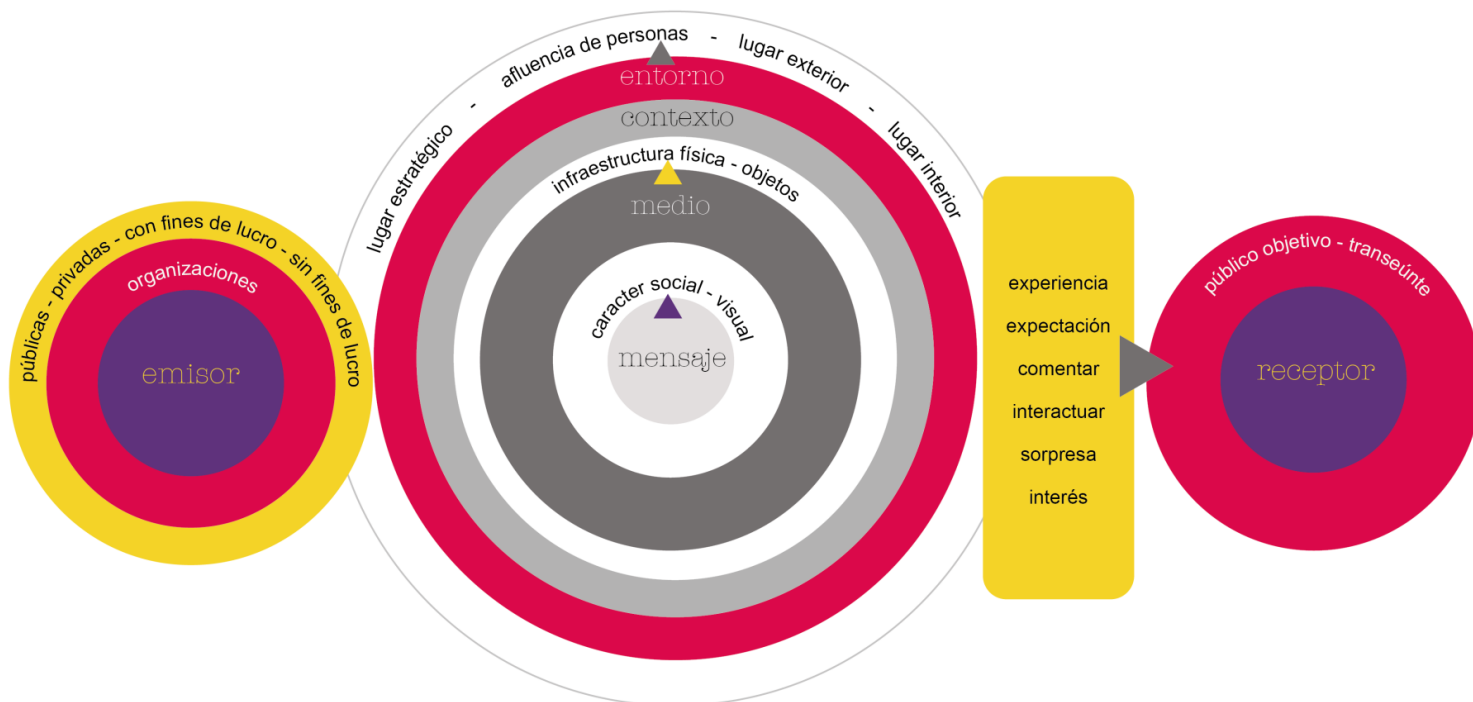 públicas - privadas - con fines de lucro - sin fines de lucro
organizaciones
emisor
lugar estratégico - afluencia de personas - lugar exterior - lugar interior
entorno
contexto
infraestructura física - objetos
medio
caracter social - visual
mensaje
experiencia
expectación
comentar
interactuar
sorpresa
interés
público objetivo - transeúnte
receptor